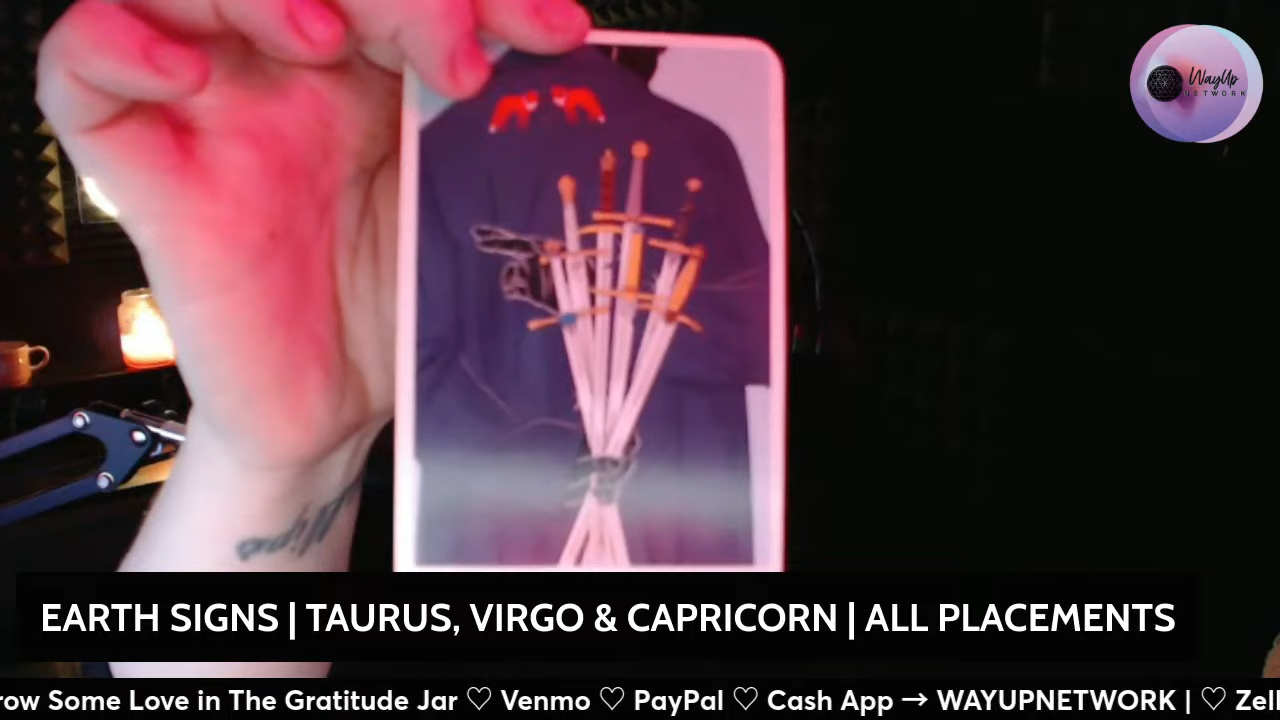 WayUp
NETWORK
EARTH SIGNS | TAURUS, VIRGO & CAPRICORN | ALL PLACEMENTS
row Some Love in The Gratitude Jar ♡ Venmo ♡ PayPal ♡ Cash App → WAYUPNETWORK | ♡ Zell